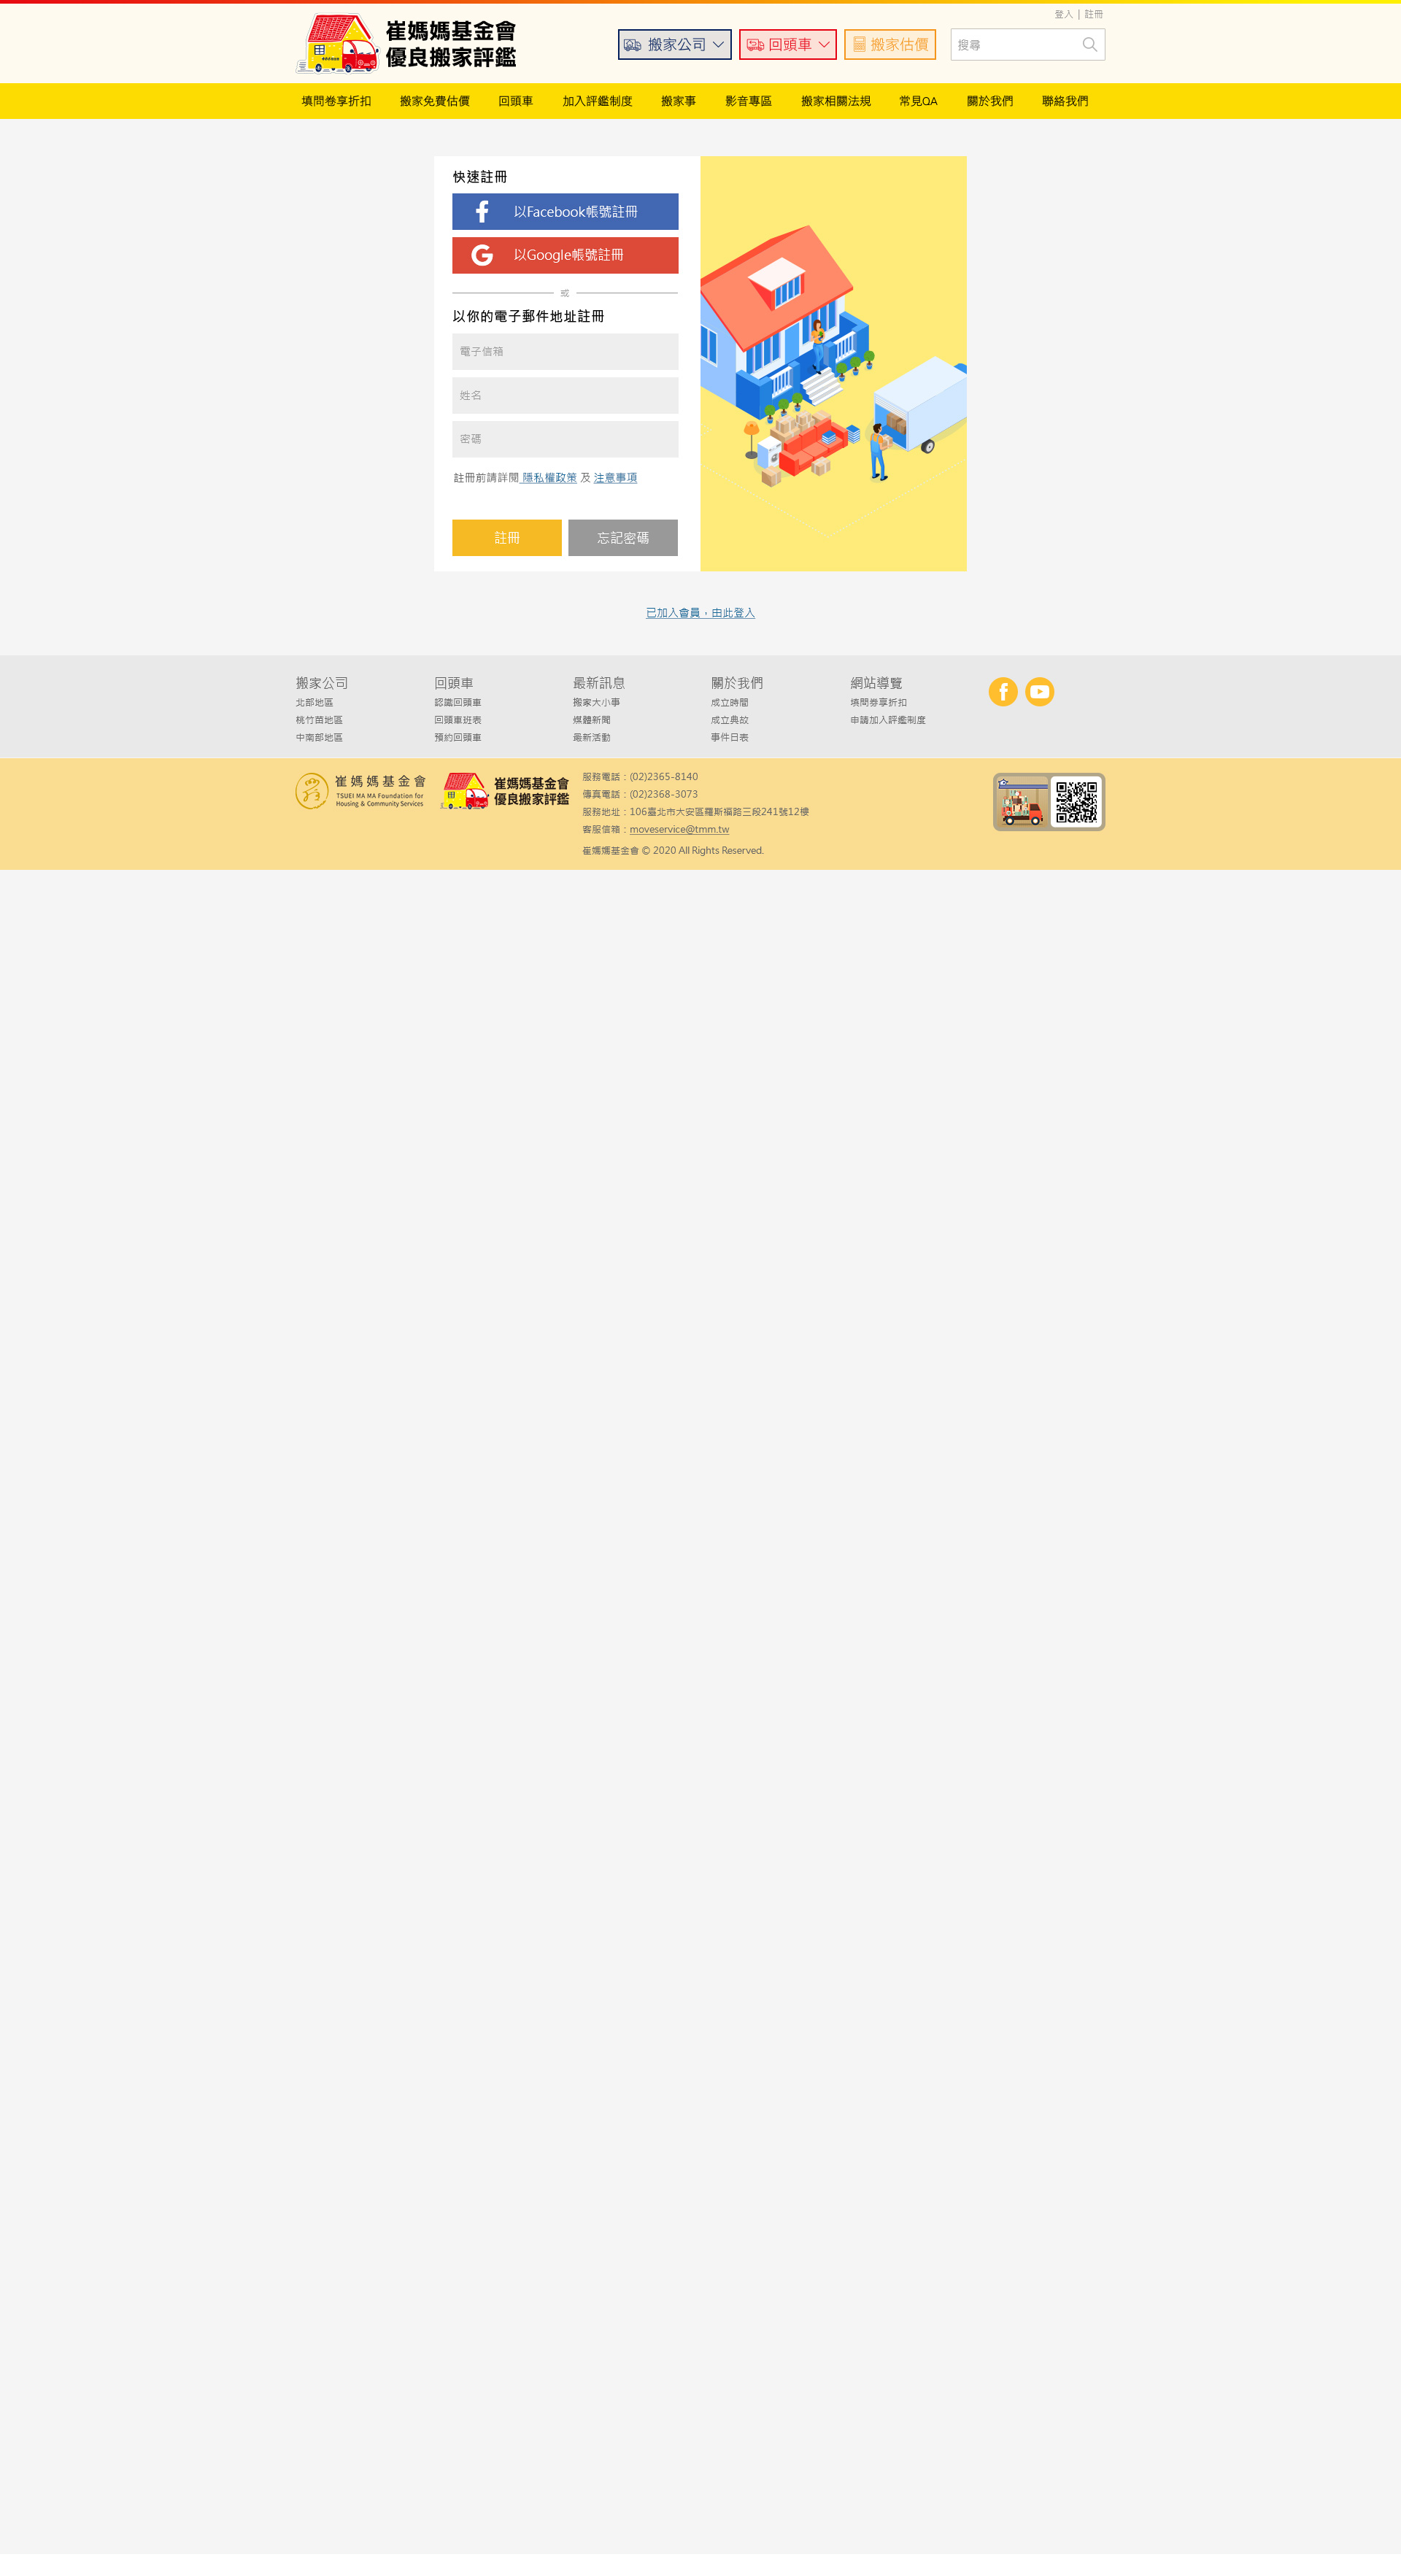 登入 | 註冊
崔媽媽基金會
優良搬家評鑑
搬家公司
回頭車
搬家估價
搜尋
填問卷享折扣
搬家免費估價
回頭車
加入評鑑制度
搬家事
影音專區
搬家相關法規
常見QA
關於我們
聯絡我們
快速註冊
以Facebook帳號註冊
以Google帳號註冊
或
以你的電子郵件地址註冊
電子信箱
姓名
密碼
註冊前請詳閱 隱私權政策 及 注意事項
註冊
忘記密碼
已加入會員，由此登入
搬家公司
北部地區
桃竹苗地區
中南部地區
回頭車
認識回頭車
回頭車班表
預約回頭車
最新訊息
搬家大小事
媒體新聞
最新活動
關於我們
成立時間
成立典故
事件日表
網站導覽
填問券享折扣
申請加入評鑑制度
崔媽媽基金會
TSUEI MA MA Foundation for
Housing & Community Services
崔媽媽基金會
優良搬家評鑑
服務電話：(02)2365-8140
傳真電話：(02)2368-3073
服務地址：106臺北市大安區羅斯福路三段241號12樓
客服信箱：moveservice@tmm.tw
崔媽媽基金會 © 2020 All Rights Reserved.